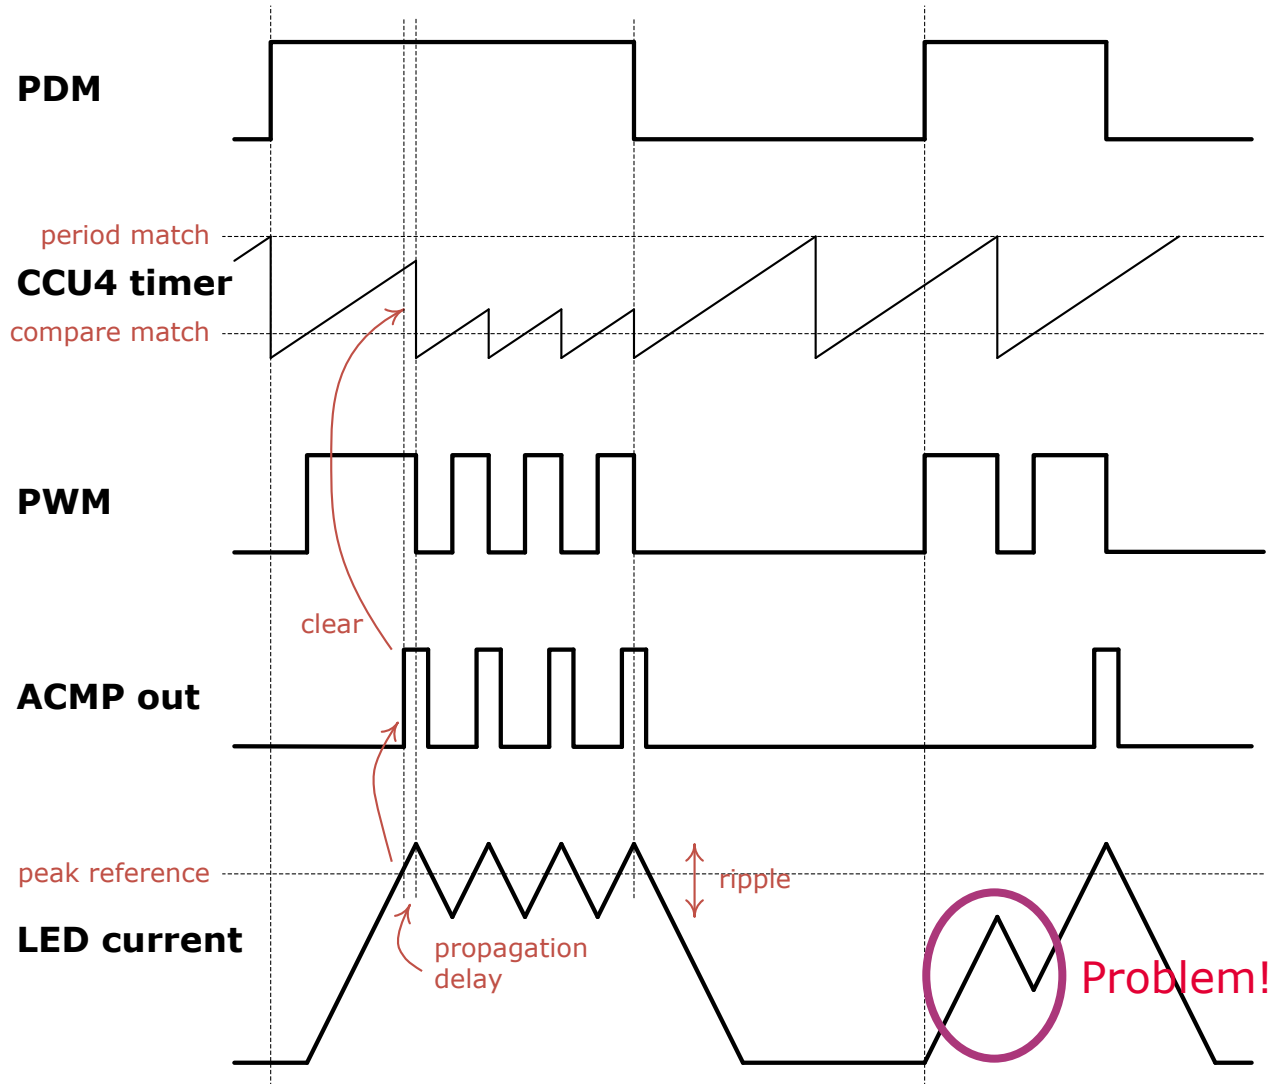 PDM
period match
CCU4 timer
compare match
PWM
clear
ACMP out
peak reference
ripple
LED current
propagation
delay
Problem!